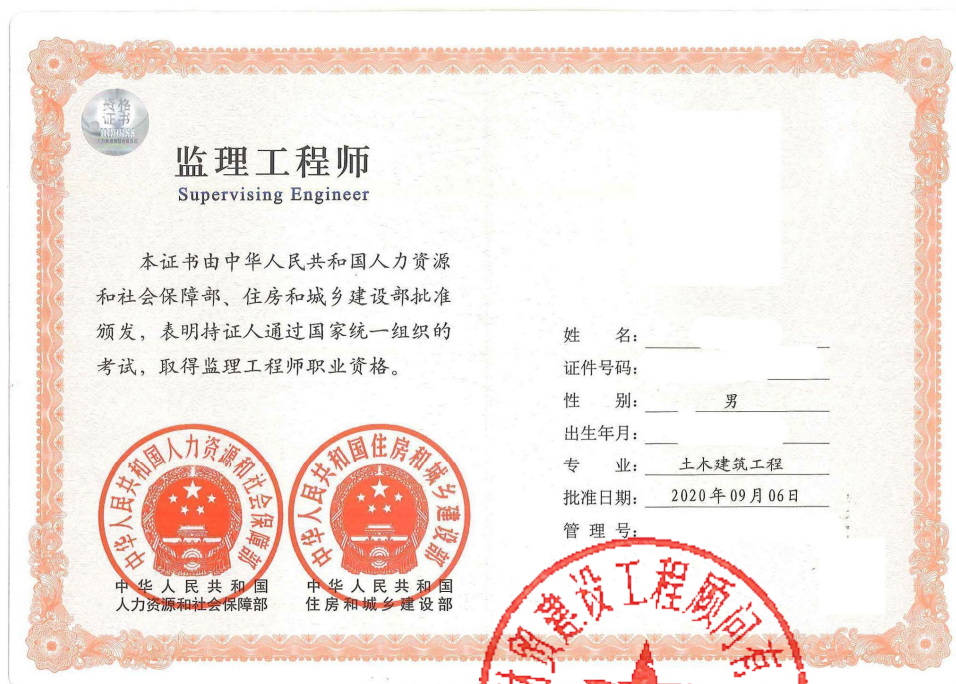 资格
证书
监理工程师
Supervising Engineer
本证书由中华人民共和国人力资源
和社会保障部、住房和城乡建设部批准
颁发，表明持证人通过国家统一组织的
考试，取得监理工程师职业资格。
中华人民共和国人力资源和社会保障部
中华人民共和国住房和城乡建设部
中华人民共和国
人力资源和社会保障部
中华人民共和国
住房和城乡建设部
姓 名：
证件号码：
性 别： 男
出生年月：
专 业： 土木建筑工程
批准日期： 2020年09月06日
管 理 号：
建设工程顾问有